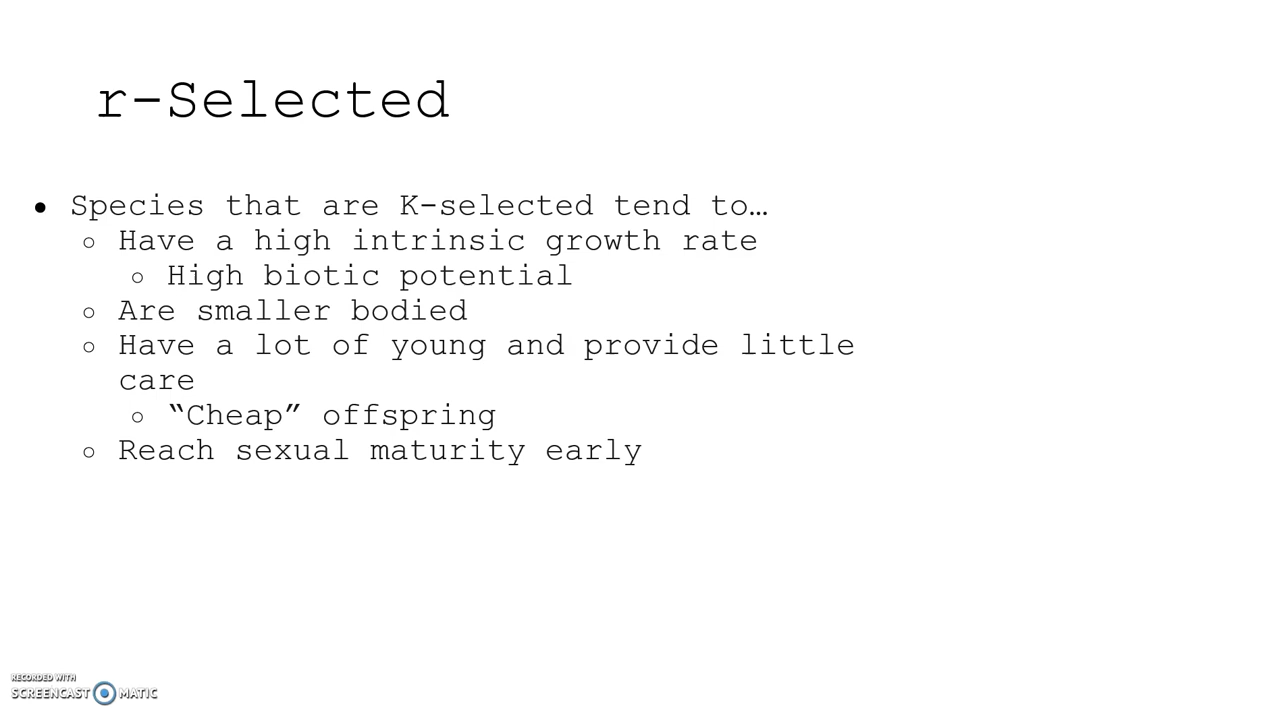 r-Selected
• Species that are K-selected tend to…
○ Have a high intrinsic growth rate
○ High biotic potential
○ Are smaller bodied
○ Have a lot of young and provide little
care
○ “Cheap” offspring
○ Reach sexual maturity early
RECORDED WITH
SCREENCAST MATIC